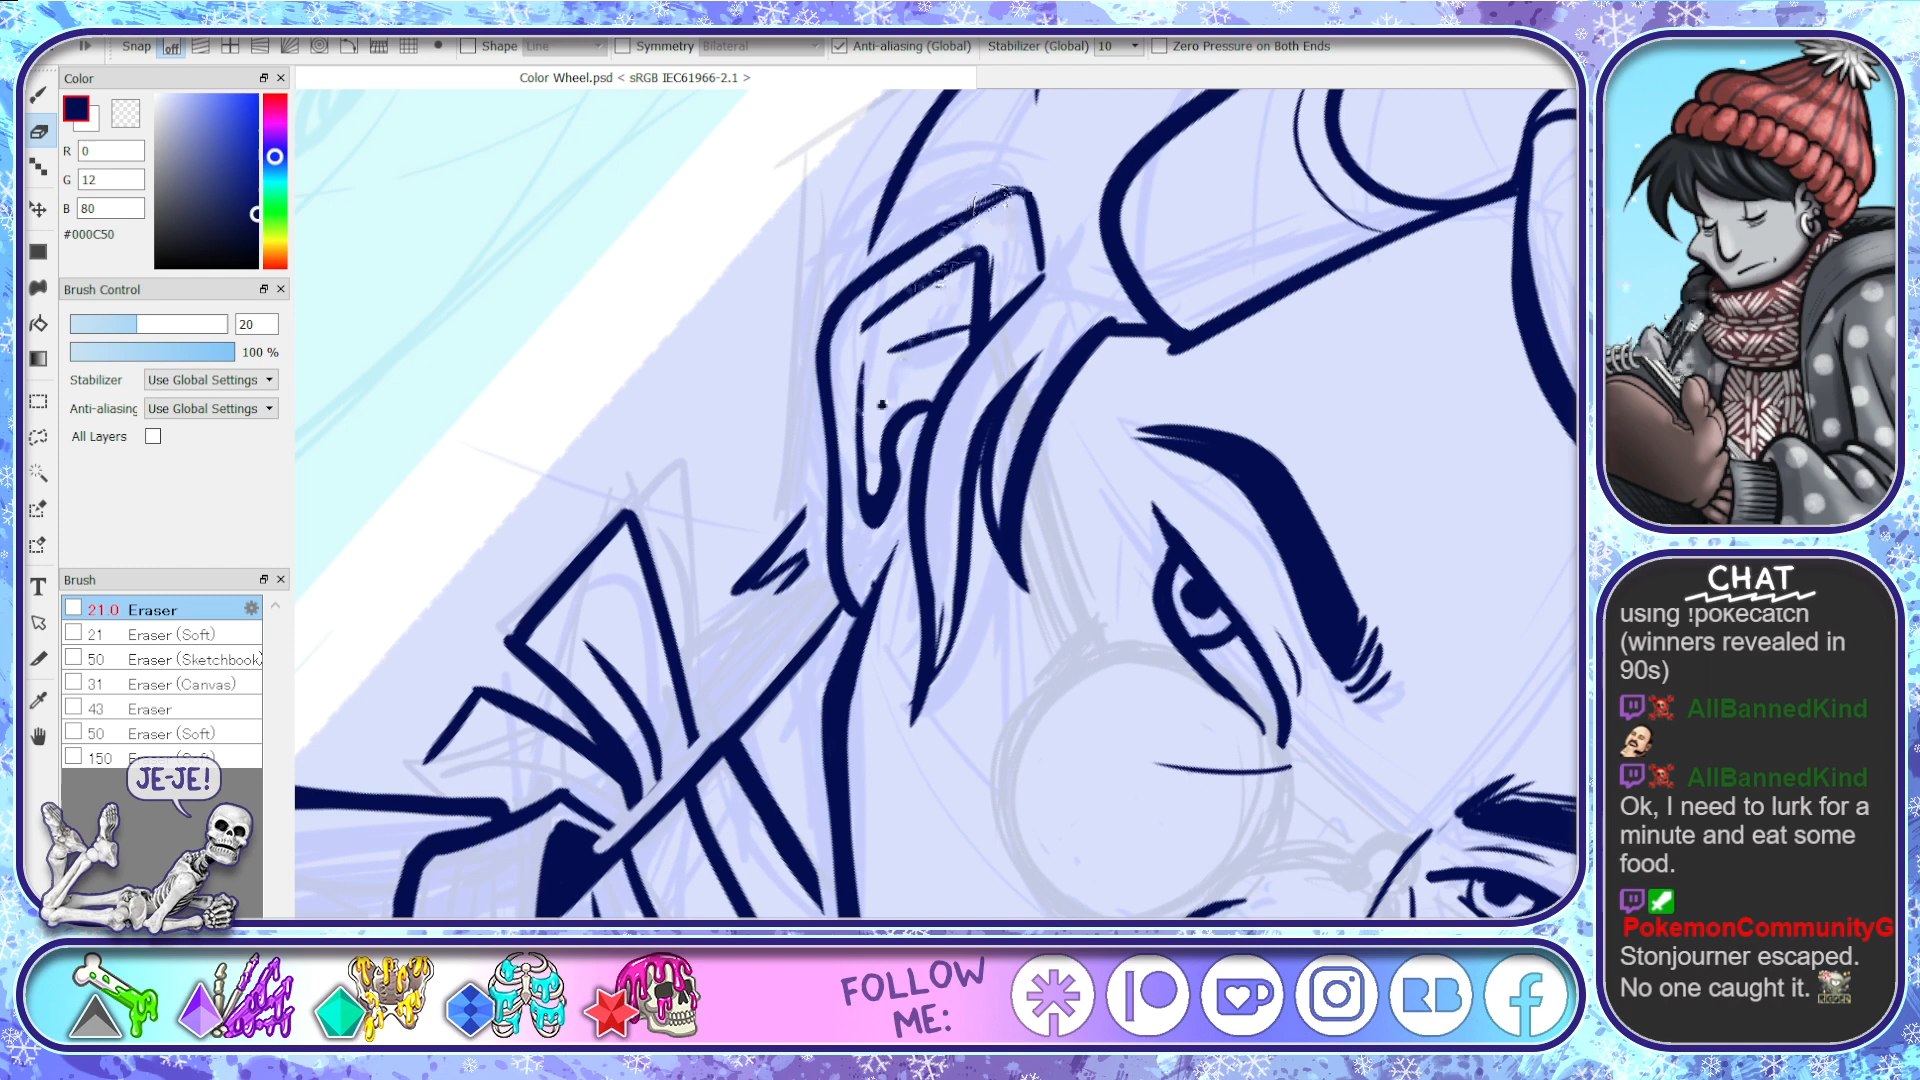 Snap off Shape Line Symmetry Bilateral Anti-aliasing (Global) Stabilizer (Global) 10 Zero Pressure on Both Ends
Color
Color Wheel.psd < sRGB IEC61966-2.1 >
R 0
G 12
B 80
#000C50
Brush Control
20
100 %
Stabilizer Use Global Settings
Anti-aliasing Use Global Settings
All Layers
Brush
21.0 Eraser
21 Eraser (Soft)
50 Eraser (Sketchbook)
31 Eraser (Canvas)
43 Eraser
50 Eraser (Soft)
150 Eraser (Soft)
T
JE-JE!
CHAT
using !pokecatch
(winners revealed in
90s)
AllBannedKind
AllBannedKind
Ok, I need to lurk for a
minute and eat some
food.
PokemonCommunityG
Stonjourner escaped.
No one caught it.
FOLLOW
ME:
RB